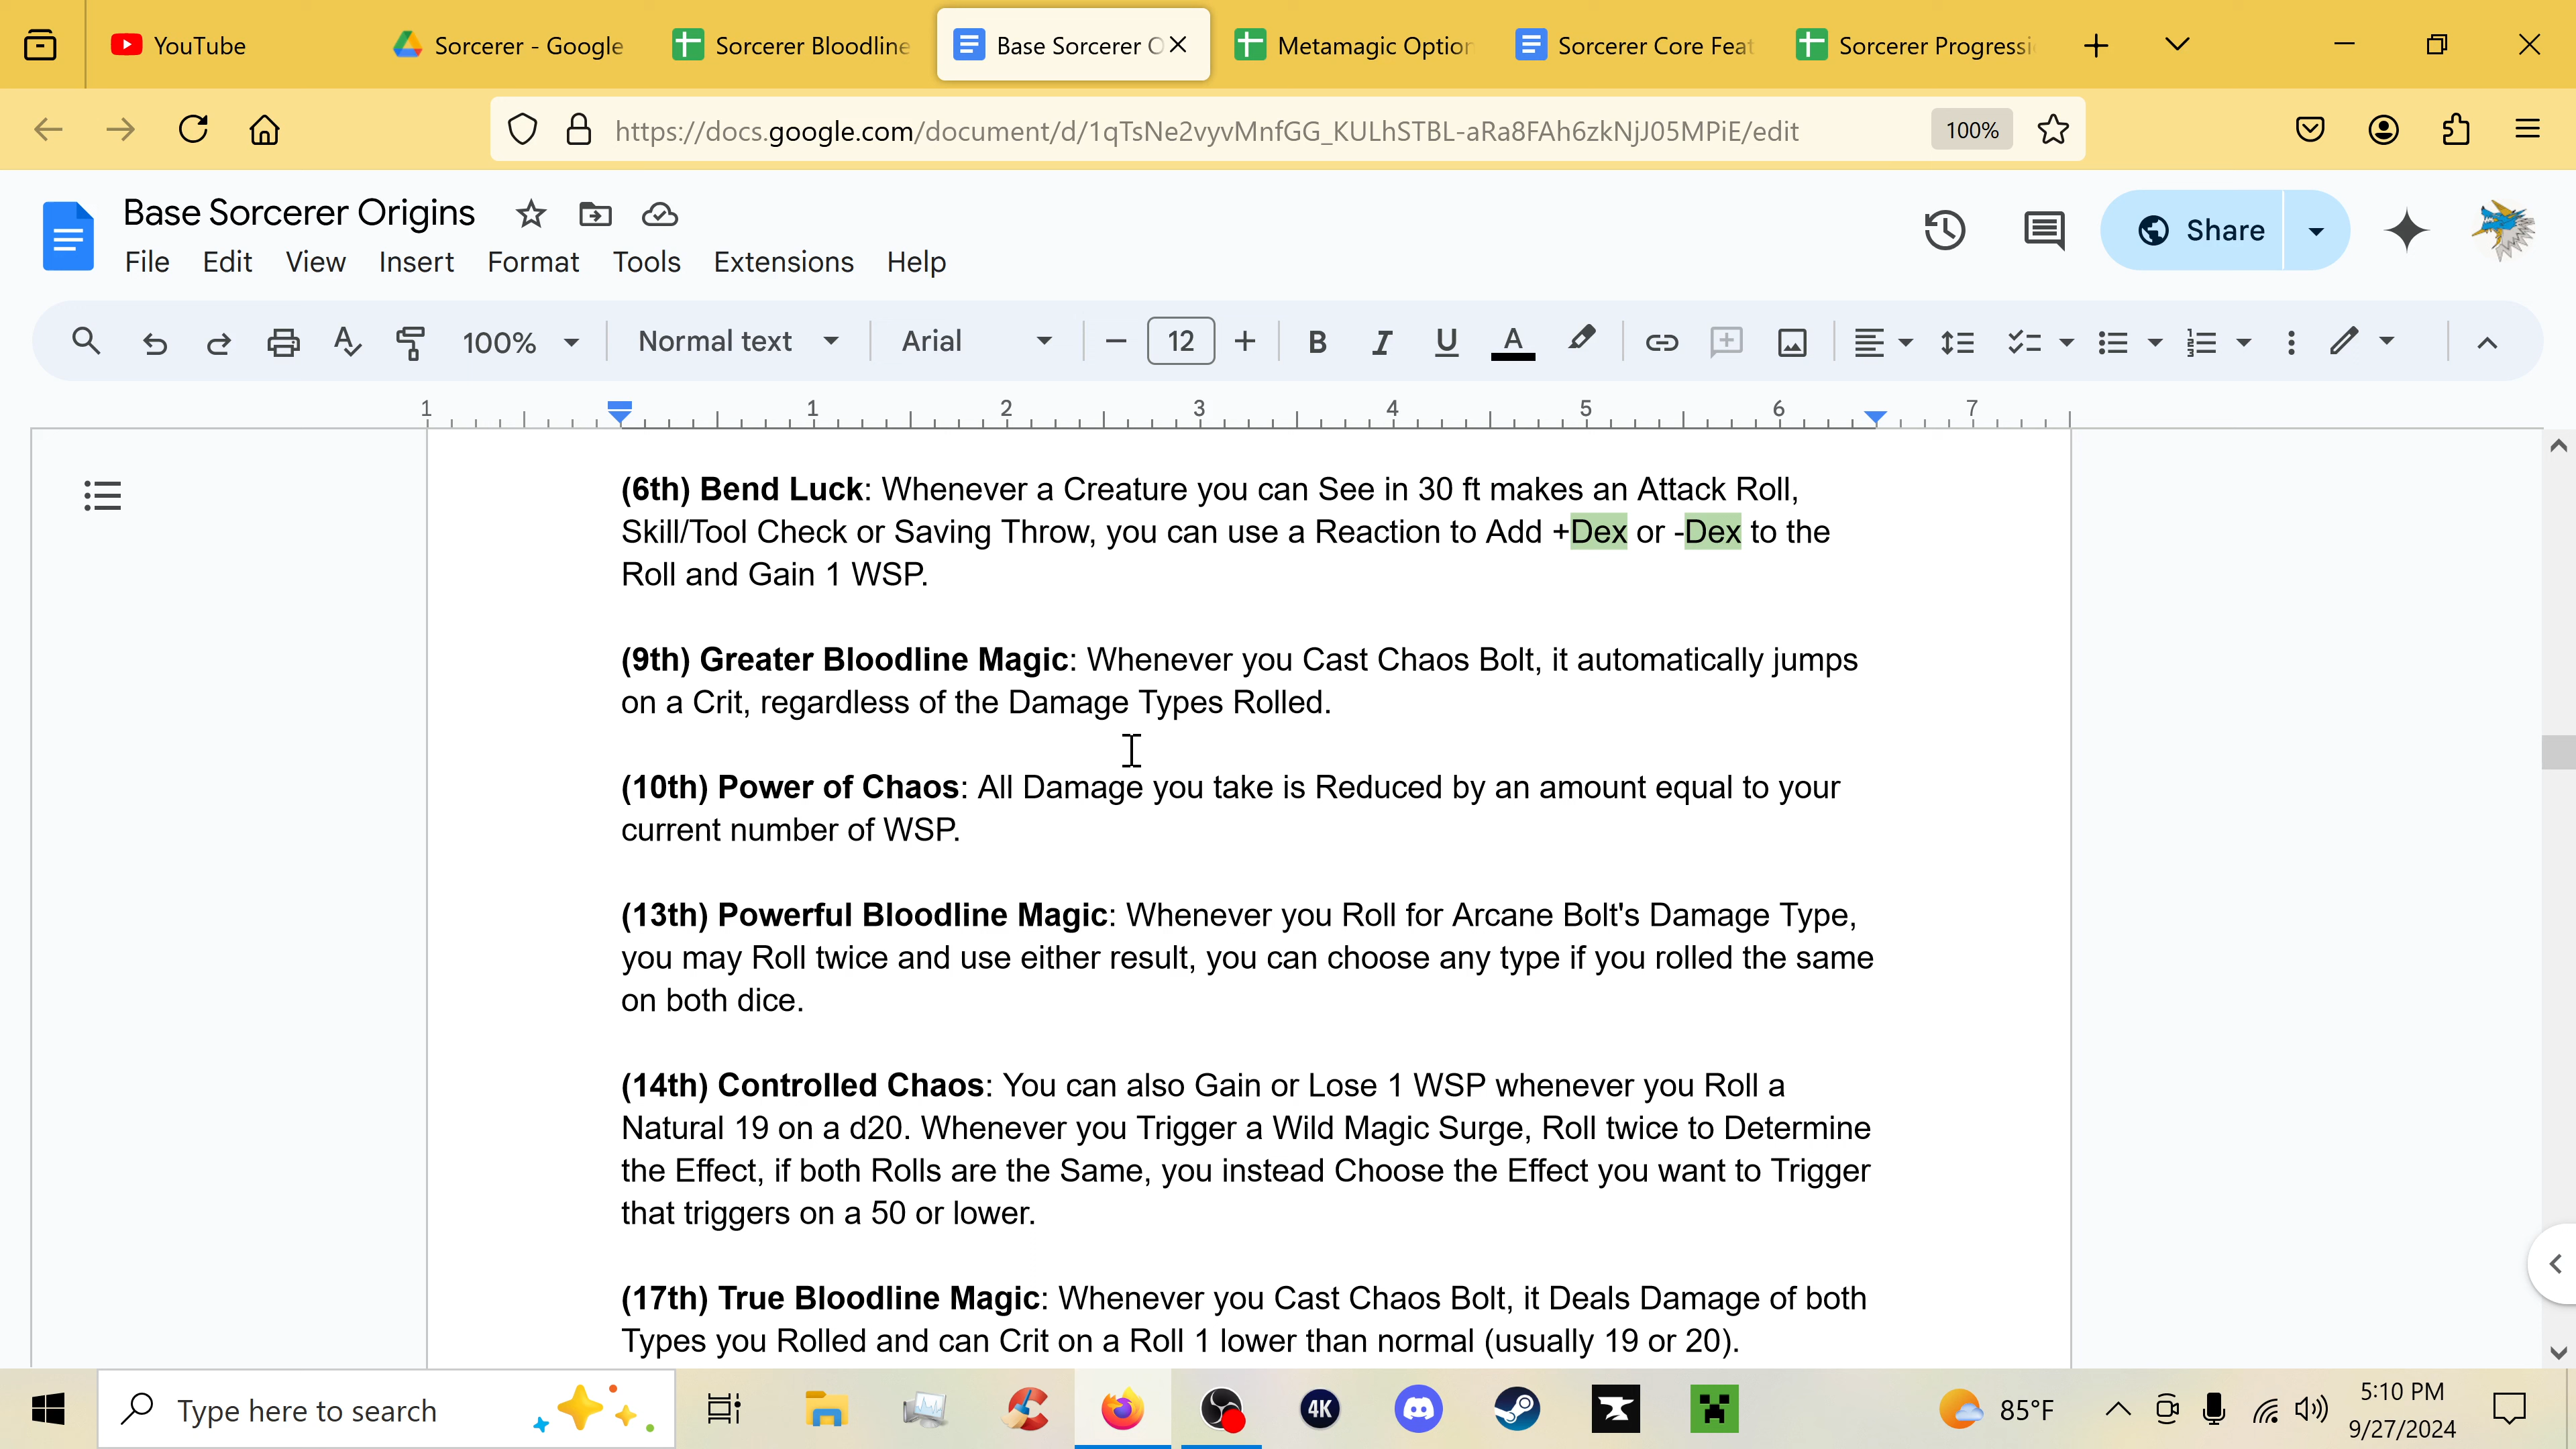 YouTube
Sorcerer - Google
Sorcerer Bloodline
Base Sorcerer O
Metamagic Option
Sorcerer Core Feat
Sorcerer Progressi
https://docs.google.com/document/d/1qTsNe2vyvMnfGG_KULhSTBL-aRa8FAh6zkNjJ05MPiE/edit
100%
Base Sorcerer Origins
File Edit View Insert Format Tools Extensions Help
Share
100%
Normal text
Arial
12
1 1 2 3 4 5 6 7
(6th) Bend Luck: Whenever a Creature you can See in 30 ft makes an Attack Roll,
Skill/Tool Check or Saving Throw, you can use a Reaction to Add +Dex or -Dex to the
Roll and Gain 1 WSP.
(9th) Greater Bloodline Magic: Whenever you Cast Chaos Bolt, it automatically jumps
on a Crit, regardless of the Damage Types Rolled.
(10th) Power of Chaos: All Damage you take is Reduced by an amount equal to your
current number of WSP.
(13th) Powerful Bloodline Magic: Whenever you Roll for Arcane Bolt's Damage Type,
you may Roll twice and use either result, you can choose any type if you rolled the same
on both dice.
(14th) Controlled Chaos: You can also Gain or Lose 1 WSP whenever you Roll a
Natural 19 on a d20. Whenever you Trigger a Wild Magic Surge, Roll twice to Determine
the Effect, if both Rolls are the Same, you instead Choose the Effect you want to Trigger
that triggers on a 50 or lower.
(17th) True Bloodline Magic: Whenever you Cast Chaos Bolt, it Deals Damage of both
Types you Rolled and can Crit on a Roll 1 lower than normal (usually 19 or 20).
Type here to search
4K
85°F
5:10 PM
9/27/2024